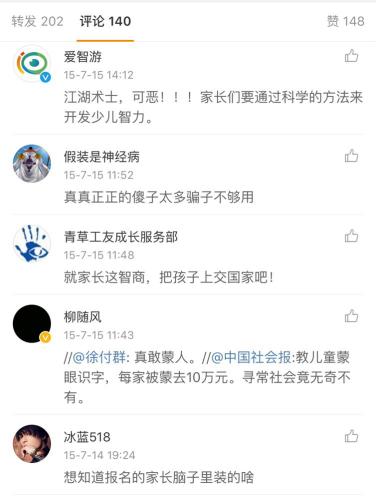 转发 202 评论 140 赞 148
爱智游
15-7-15 14:12
江湖术士，可恶！！！家长们要通过科学的方法来
开发少儿智力。
假装是神经病
15-7-15 11:52
真真正正的傻子太多骗子不够用
青草工友成长服务部
15-7-15 11:48
就家长这智商，把孩子上交国家吧！
柳随风
15-7-15 11:43
//@徐付群: 真敢蒙人。//@中国社会报:教儿童蒙
眼识字，每家被蒙去10万元。寻常社会竟无奇不
有。
冰蓝518
15-7-14 19:24
想知道报名的家长脑子里装的啥